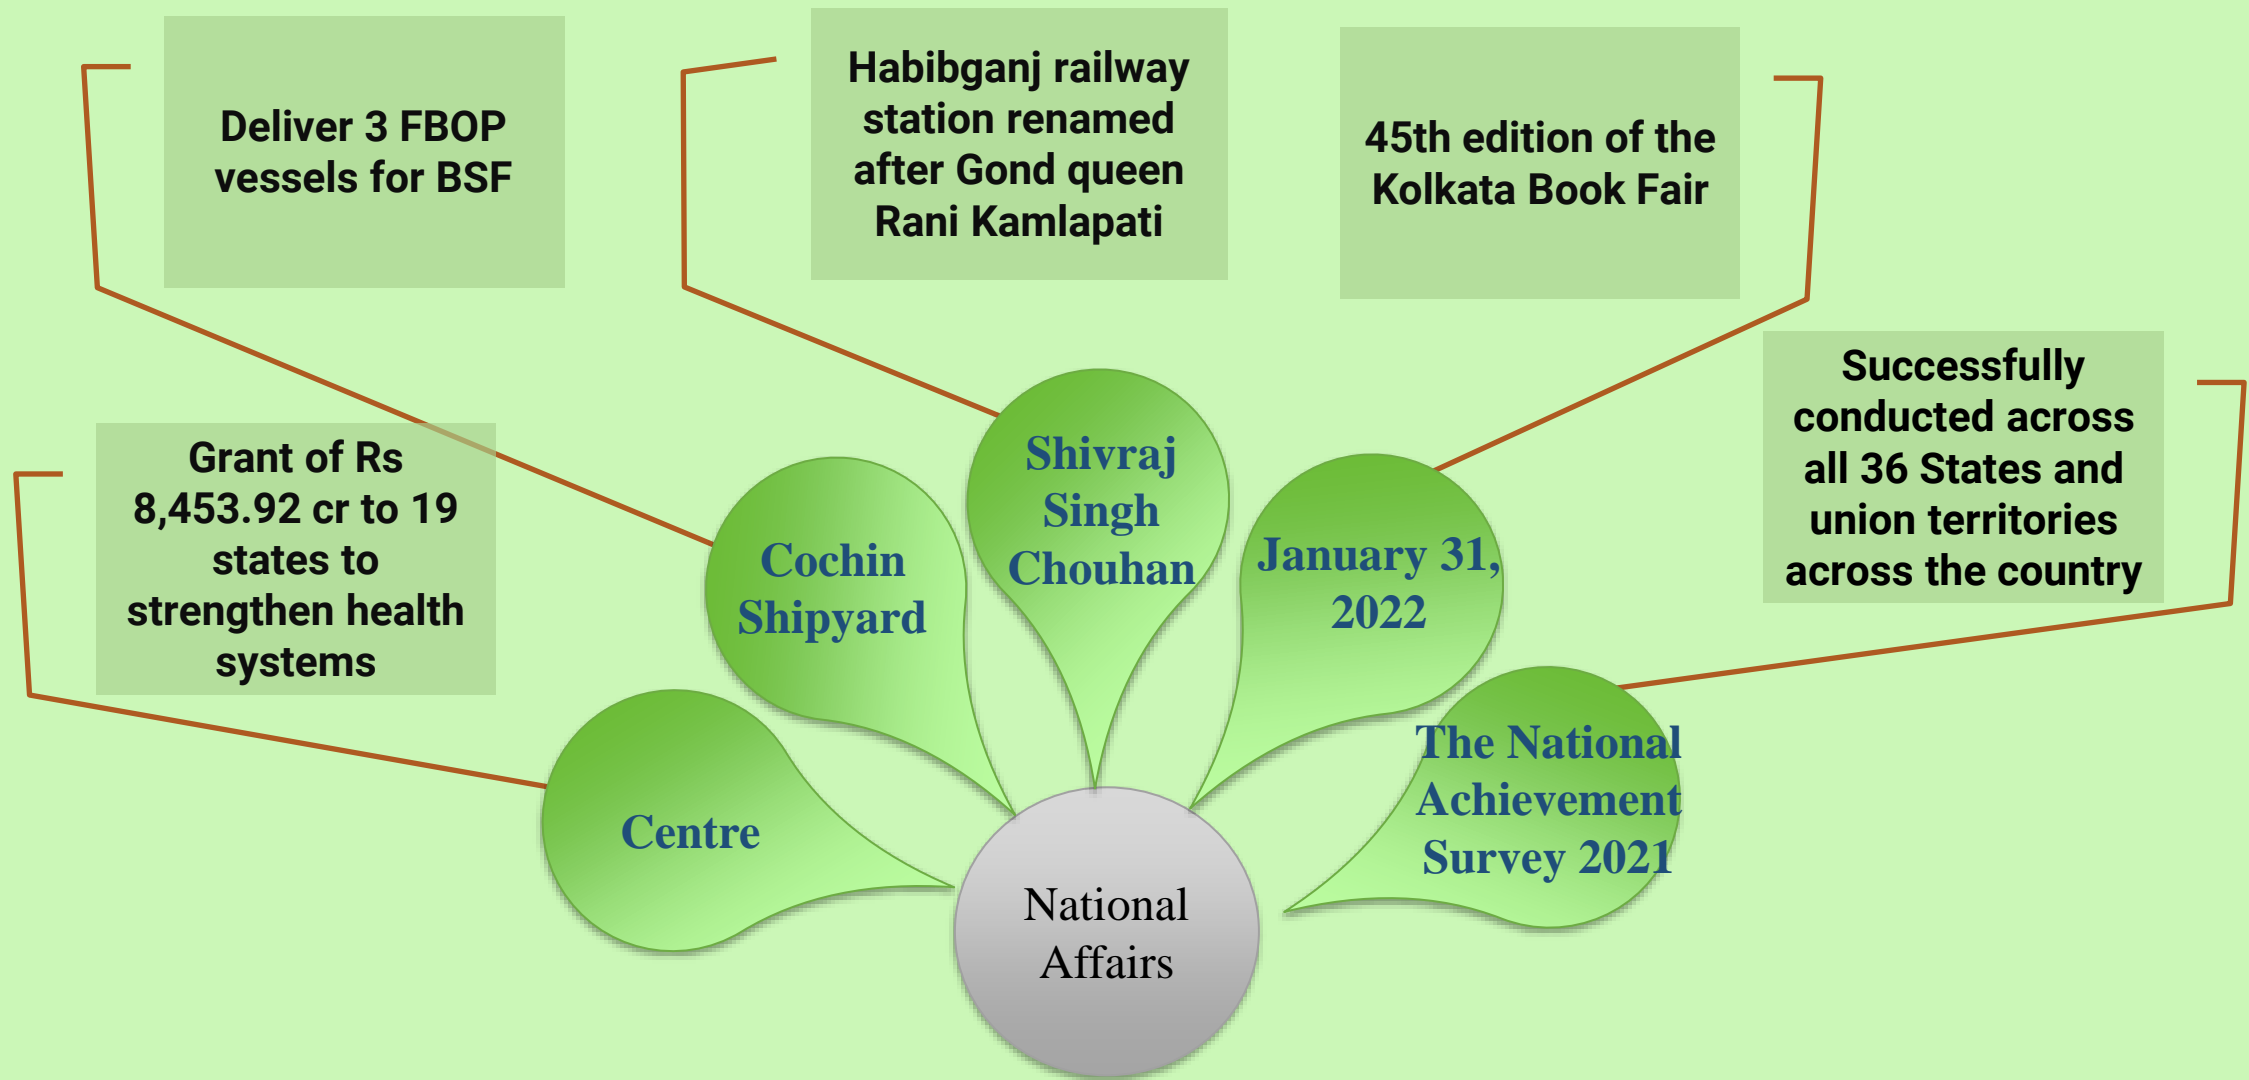 Deliver 3 FBOP
vessels for BSF
Habibganj railway
station renamed
after Gond queen
Rani Kamlapati
45th edition of the
Kolkata Book Fair
Successfully
conducted across
all 36 States and
union territories
across the country
Grant of Rs
8,453.92 cr to 19
states to
strengthen health
systems
Shivraj
Singh
Chouhan
Cochin
Shipyard
January 31,
2022
The National
Achievement
Survey 2021
Centre
National
Affairs